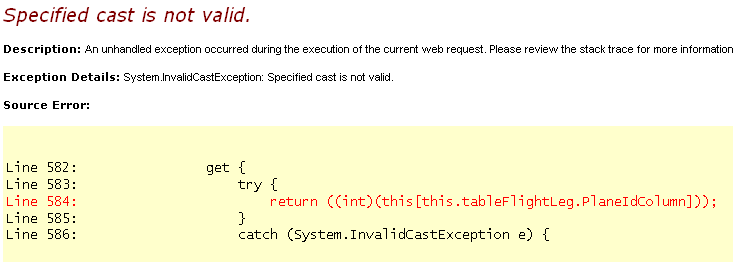 Specified cast is not valid.
Description: An unhandled exception occurred during the execution of the current web request. Please review the stack trace for more information
Exception Details: System.InvalidCastException: Specified cast is not valid.
Source Error:
Line 582:                get {
Line 583:                    try {
Line 584:                        return ((int)(this[this.tableFlightLeg.PlaneIdColumn]));
Line 585:                    }
Line 586:                    catch (System.InvalidCastException e) {